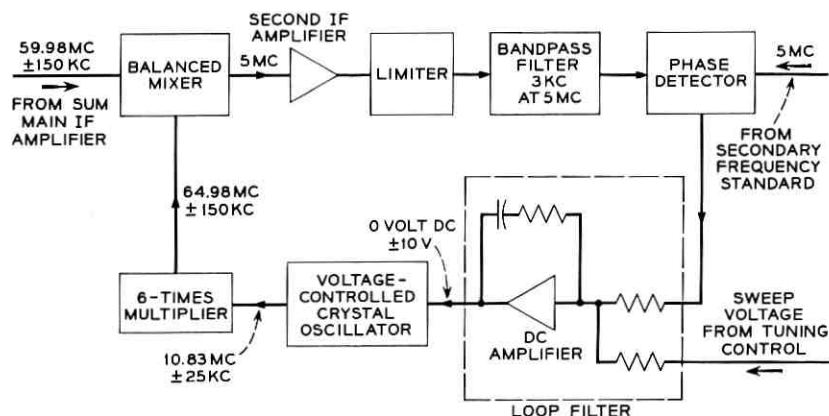 59.98 MC
±150 KC
FROM SUM
MAIN IF
AMPLIFIER
BALANCED
MIXER
5 MC
SECOND IF
AMPLIFIER
LIMITER
BANDPASS
FILTER
3 KC
AT 5 MC
PHASE
DETECTOR
5 MC
FROM
SECONDARY
FREQUENCY
STANDARD
64.98 MC
±150 KC
6-TIMES
MULTIPLIER
10.83 MC
±25 KC
VOLTAGE-
CONTROLLED
CRYSTAL
OSCILLATOR
0 VOLT DC
±10 V
DC
AMPLIFIER
SWEEP
VOLTAGE
FROM TUNING
CONTROL
LOOP FILTER